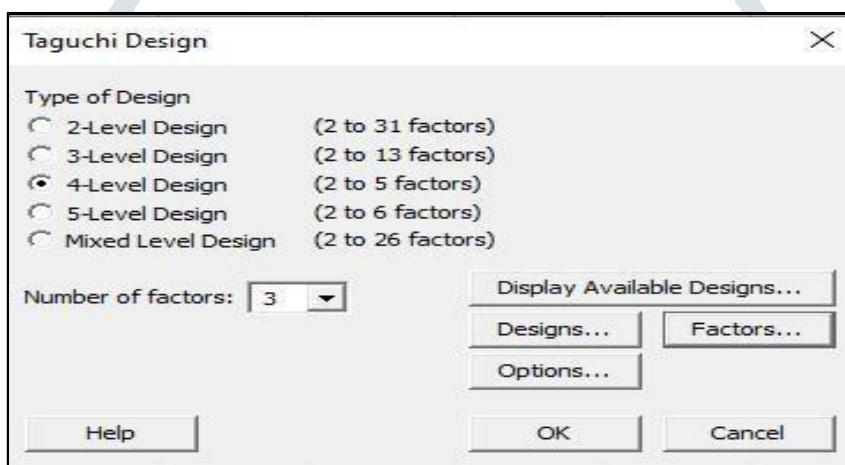 Taguchi Design
Type of Design
2-Level Design (2 to 31 factors)
3-Level Design (2 to 13 factors)
4-Level Design (2 to 5 factors)
5-Level Design (2 to 6 factors)
Mixed Level Design (2 to 26 factors)
Number of factors: 3
Display Available Designs...
Designs... Factors...
Options...
Help OK Cancel